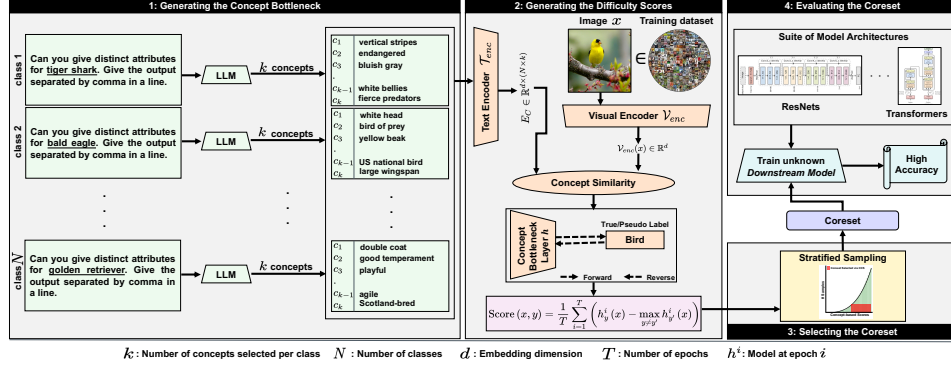 1: Generating the Concept Bottleneck
class 1
Can you give distinct attributes
for tiger shark. Give the output
separated by comma in a line.
LLM
k concepts
c₁ vertical stripes
c₂ endangered
c₃ bluish gray
.
cₖ₋₁ white bellies
cₖ fierce predators
class 2
Can you give distinct attributes
for bald eagle. Give the output
separated by comma in a line.
LLM
k concepts
c₁ white head
c₂ bird of prey
c₃ yellow beak
.
cₖ₋₁ US national bird
cₖ large wingspan
class N
Can you give distinct attributes
for golden retriever. Give the
output separated by comma in
a line.
LLM
k concepts
c₁ double coat
c₂ good temperament
c₃ playful
.
cₖ₋₁ agile
cₖ Scotland-bred
2: Generating the Difficulty Scores
Image x
Training dataset
∈
Text Encoder 𝒯enc
E_C ∈ ℝ^{d×(N×k)}
Visual Encoder 𝒱enc
𝒱enc(x) ∈ ℝ^d
Concept Similarity
Concept
Bottleneck
Layer h
True/Pseudo Label
Bird
Forward
Reverse
Score (x, y) = 1/T ∑_{i=1}^{T} ( h_y^i (x) − max_{y≠y′} h_{y′}^i (x) )
4: Evaluating the Coreset
Suite of Model Architectures
ResNets
Transformers
Train unknown
Downstream Model
High
Accuracy
Coreset
Stratified Sampling
Concept-based Scores
3: Selecting the Coreset
k : Number of concepts selected per class N : Number of classes d : Embedding dimension T : Number of epochs hⁱ: Model at epoch i